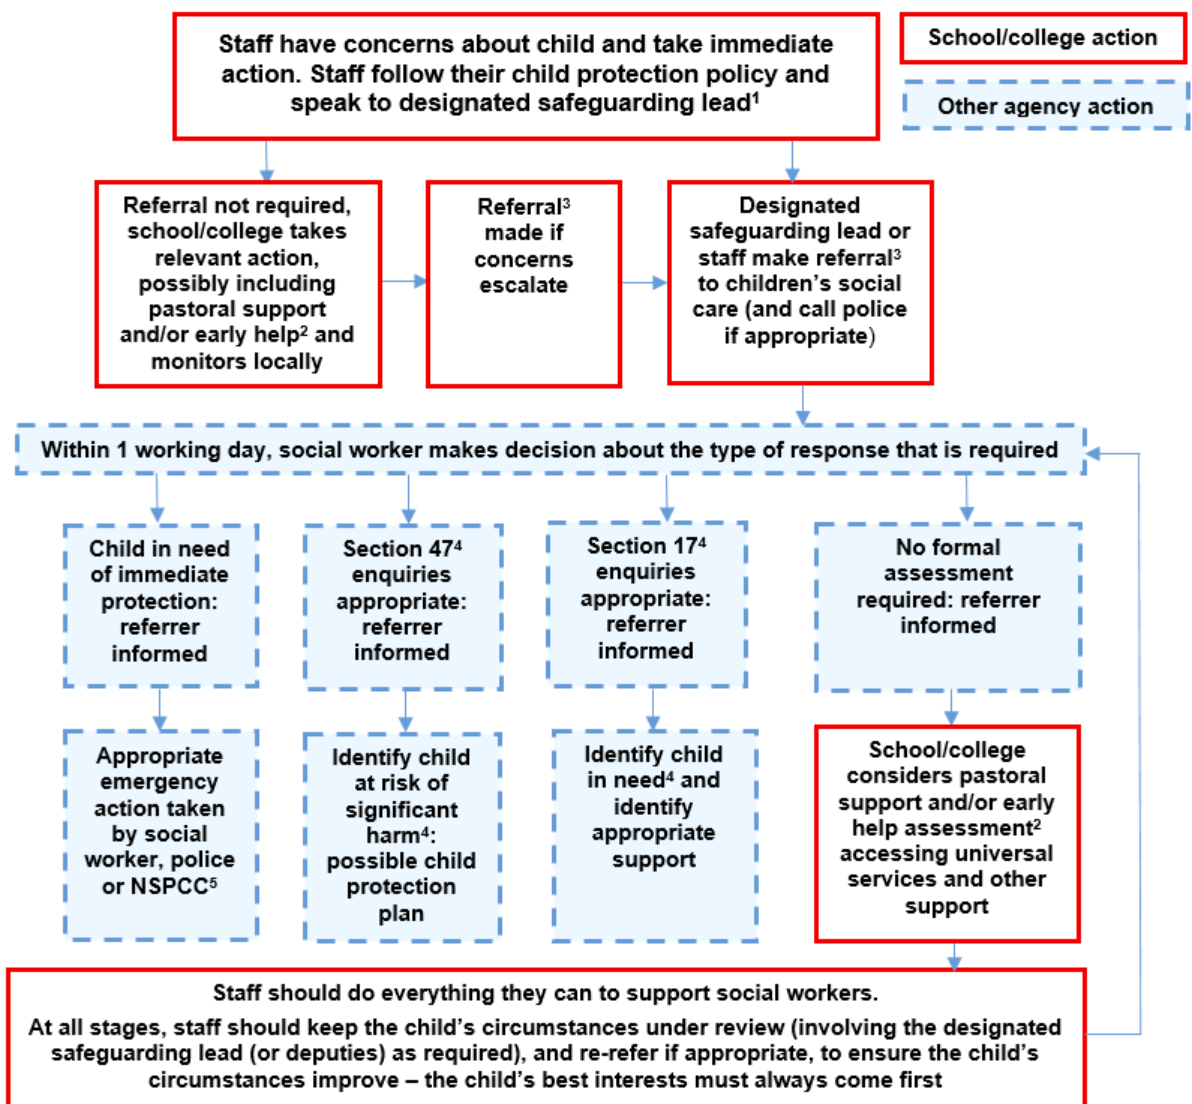 Staff have concerns about child and take immediate
action. Staff follow their child protection policy and
speak to designated safeguarding lead¹
School/college action
Other agency action
Referral not required,
school/college takes
relevant action,
possibly including
pastoral support
and/or early help² and
monitors locally
Referral³
made if
concerns
escalate
Designated
safeguarding lead or
staff make referral³
to children’s social
care (and call police
if appropriate)
Within 1 working day, social worker makes decision about the type of response that is required
Child in need
of immediate
protection:
referrer
informed
Section 47⁴
enquiries
appropriate:
referrer
informed
Section 17⁴
enquiries
appropriate:
referrer
informed
No formal
assessment
required: referrer
informed
Appropriate
emergency
action taken
by social
worker, police
or NSPCC⁵
Identify child
at risk of
significant
harm⁴:
possible child
protection
plan
Identify child
in need⁴ and
identify
appropriate
support
School/college
considers pastoral
support and/or early
help assessment²
accessing universal
services and other
support
Staff should do everything they can to support social workers.
At all stages, staff should keep the child’s circumstances under review (involving the designated
safeguarding lead (or deputies) as required), and re-refer if appropriate, to ensure the child’s
circumstances improve – the child’s best interests must always come first